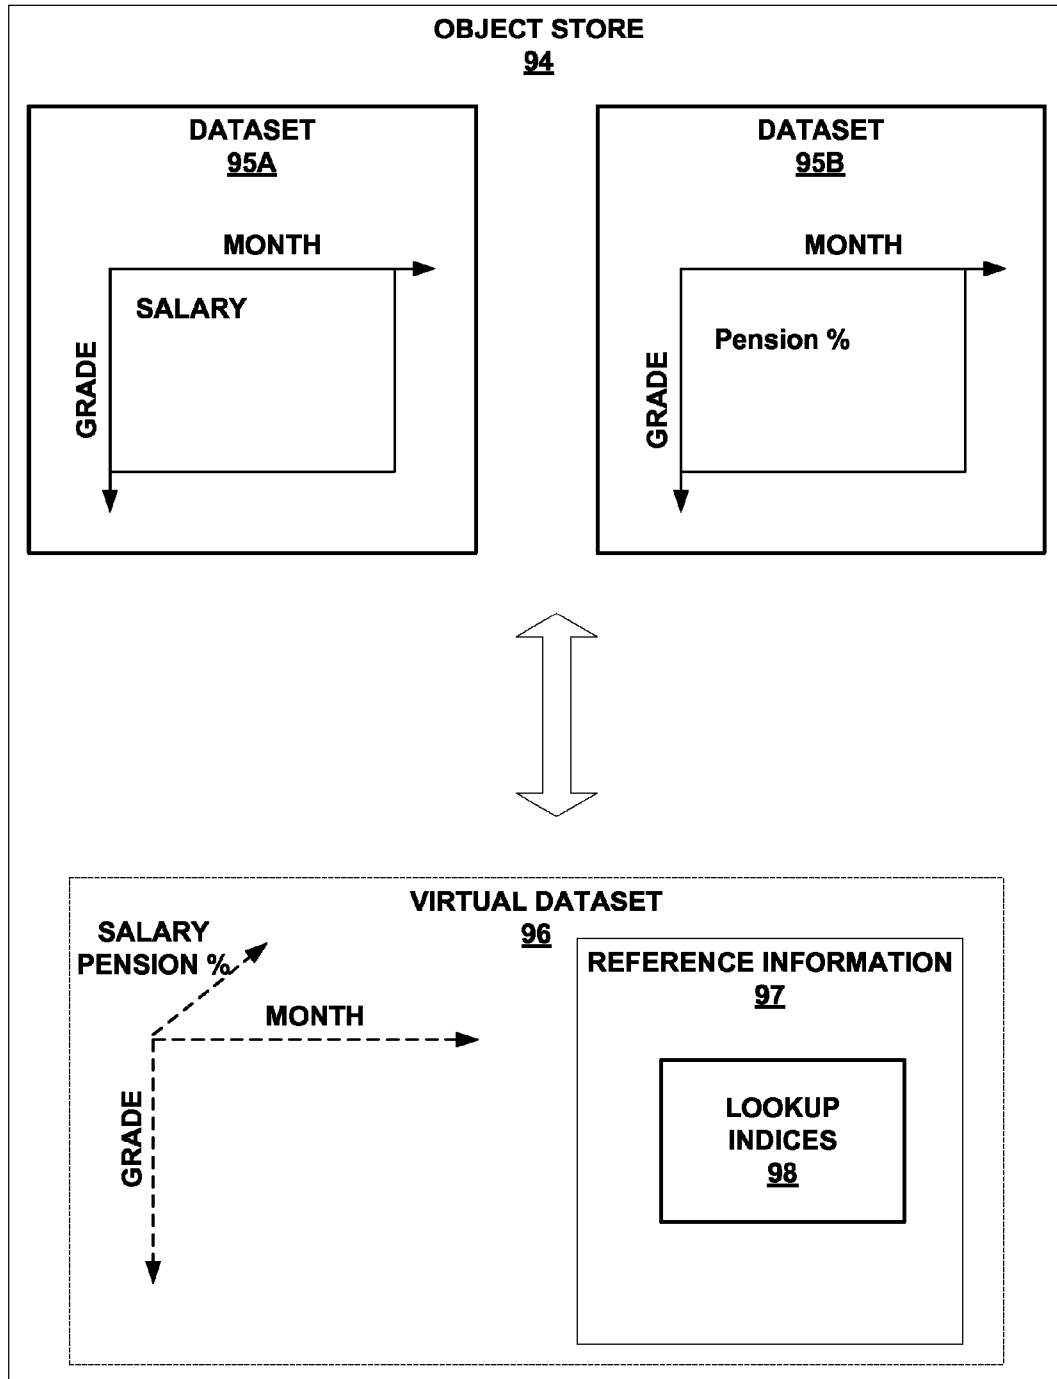 OBJECT STORE
94
DATASET
95A
MONTH
SALARY
GRADE
DATASET
95B
MONTH
Pension %
GRADE
VIRTUAL DATASET
96
SALARY
PENSION %
MONTH
GRADE
REFERENCE INFORMATION
97
LOOKUP
INDICES
98